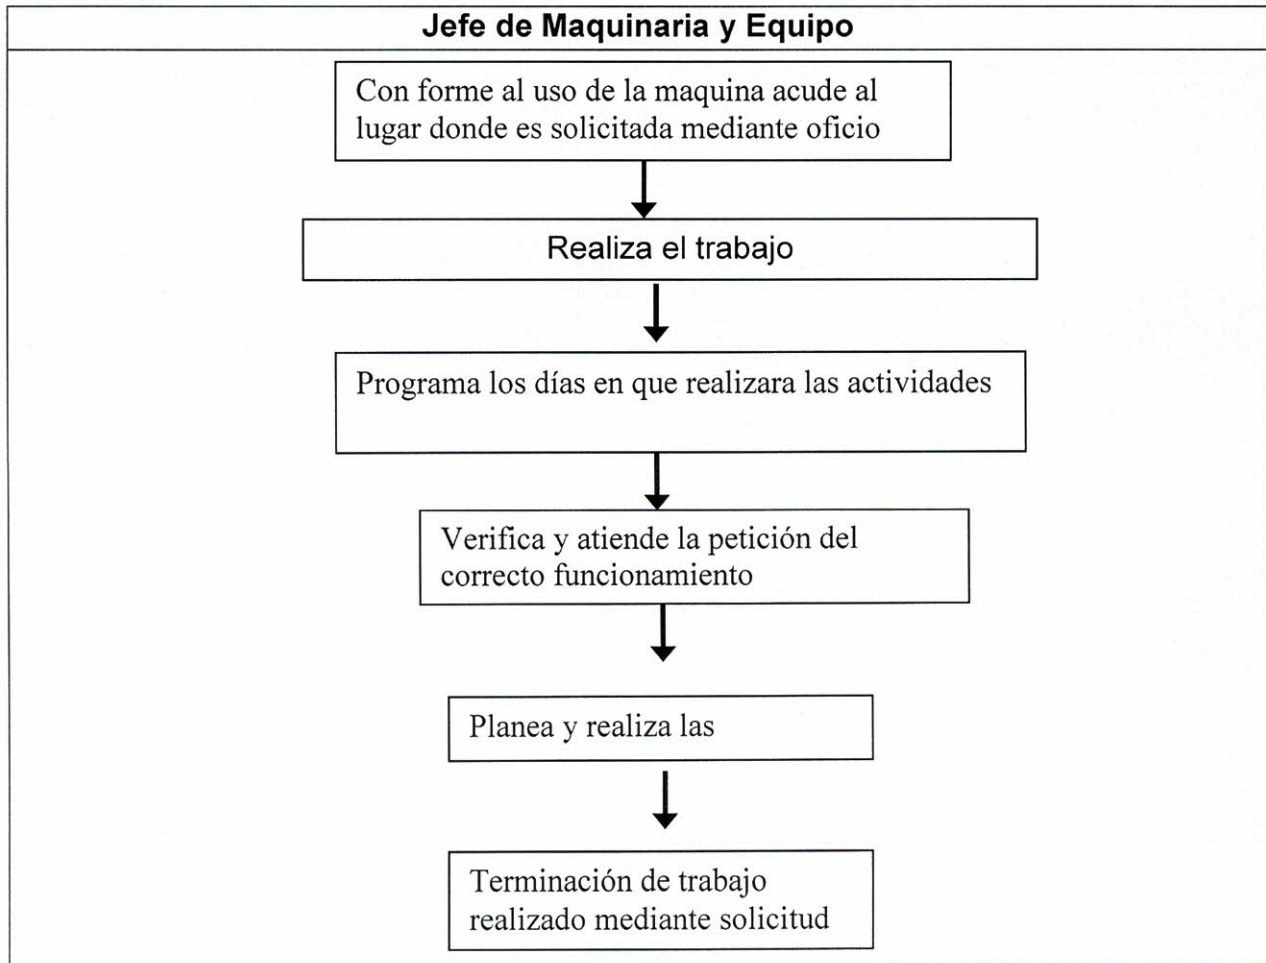 Jefe de Maquinaria y Equipo
Con forme al uso de la maquina acude al
lugar donde es solicitada mediante oficio
Realiza el trabajo
Programa los días en que realizara las actividades
Verifica y atiende la petición del
correcto funcionamiento
Planea y realiza las
Terminación de trabajo
realizado mediante solicitud